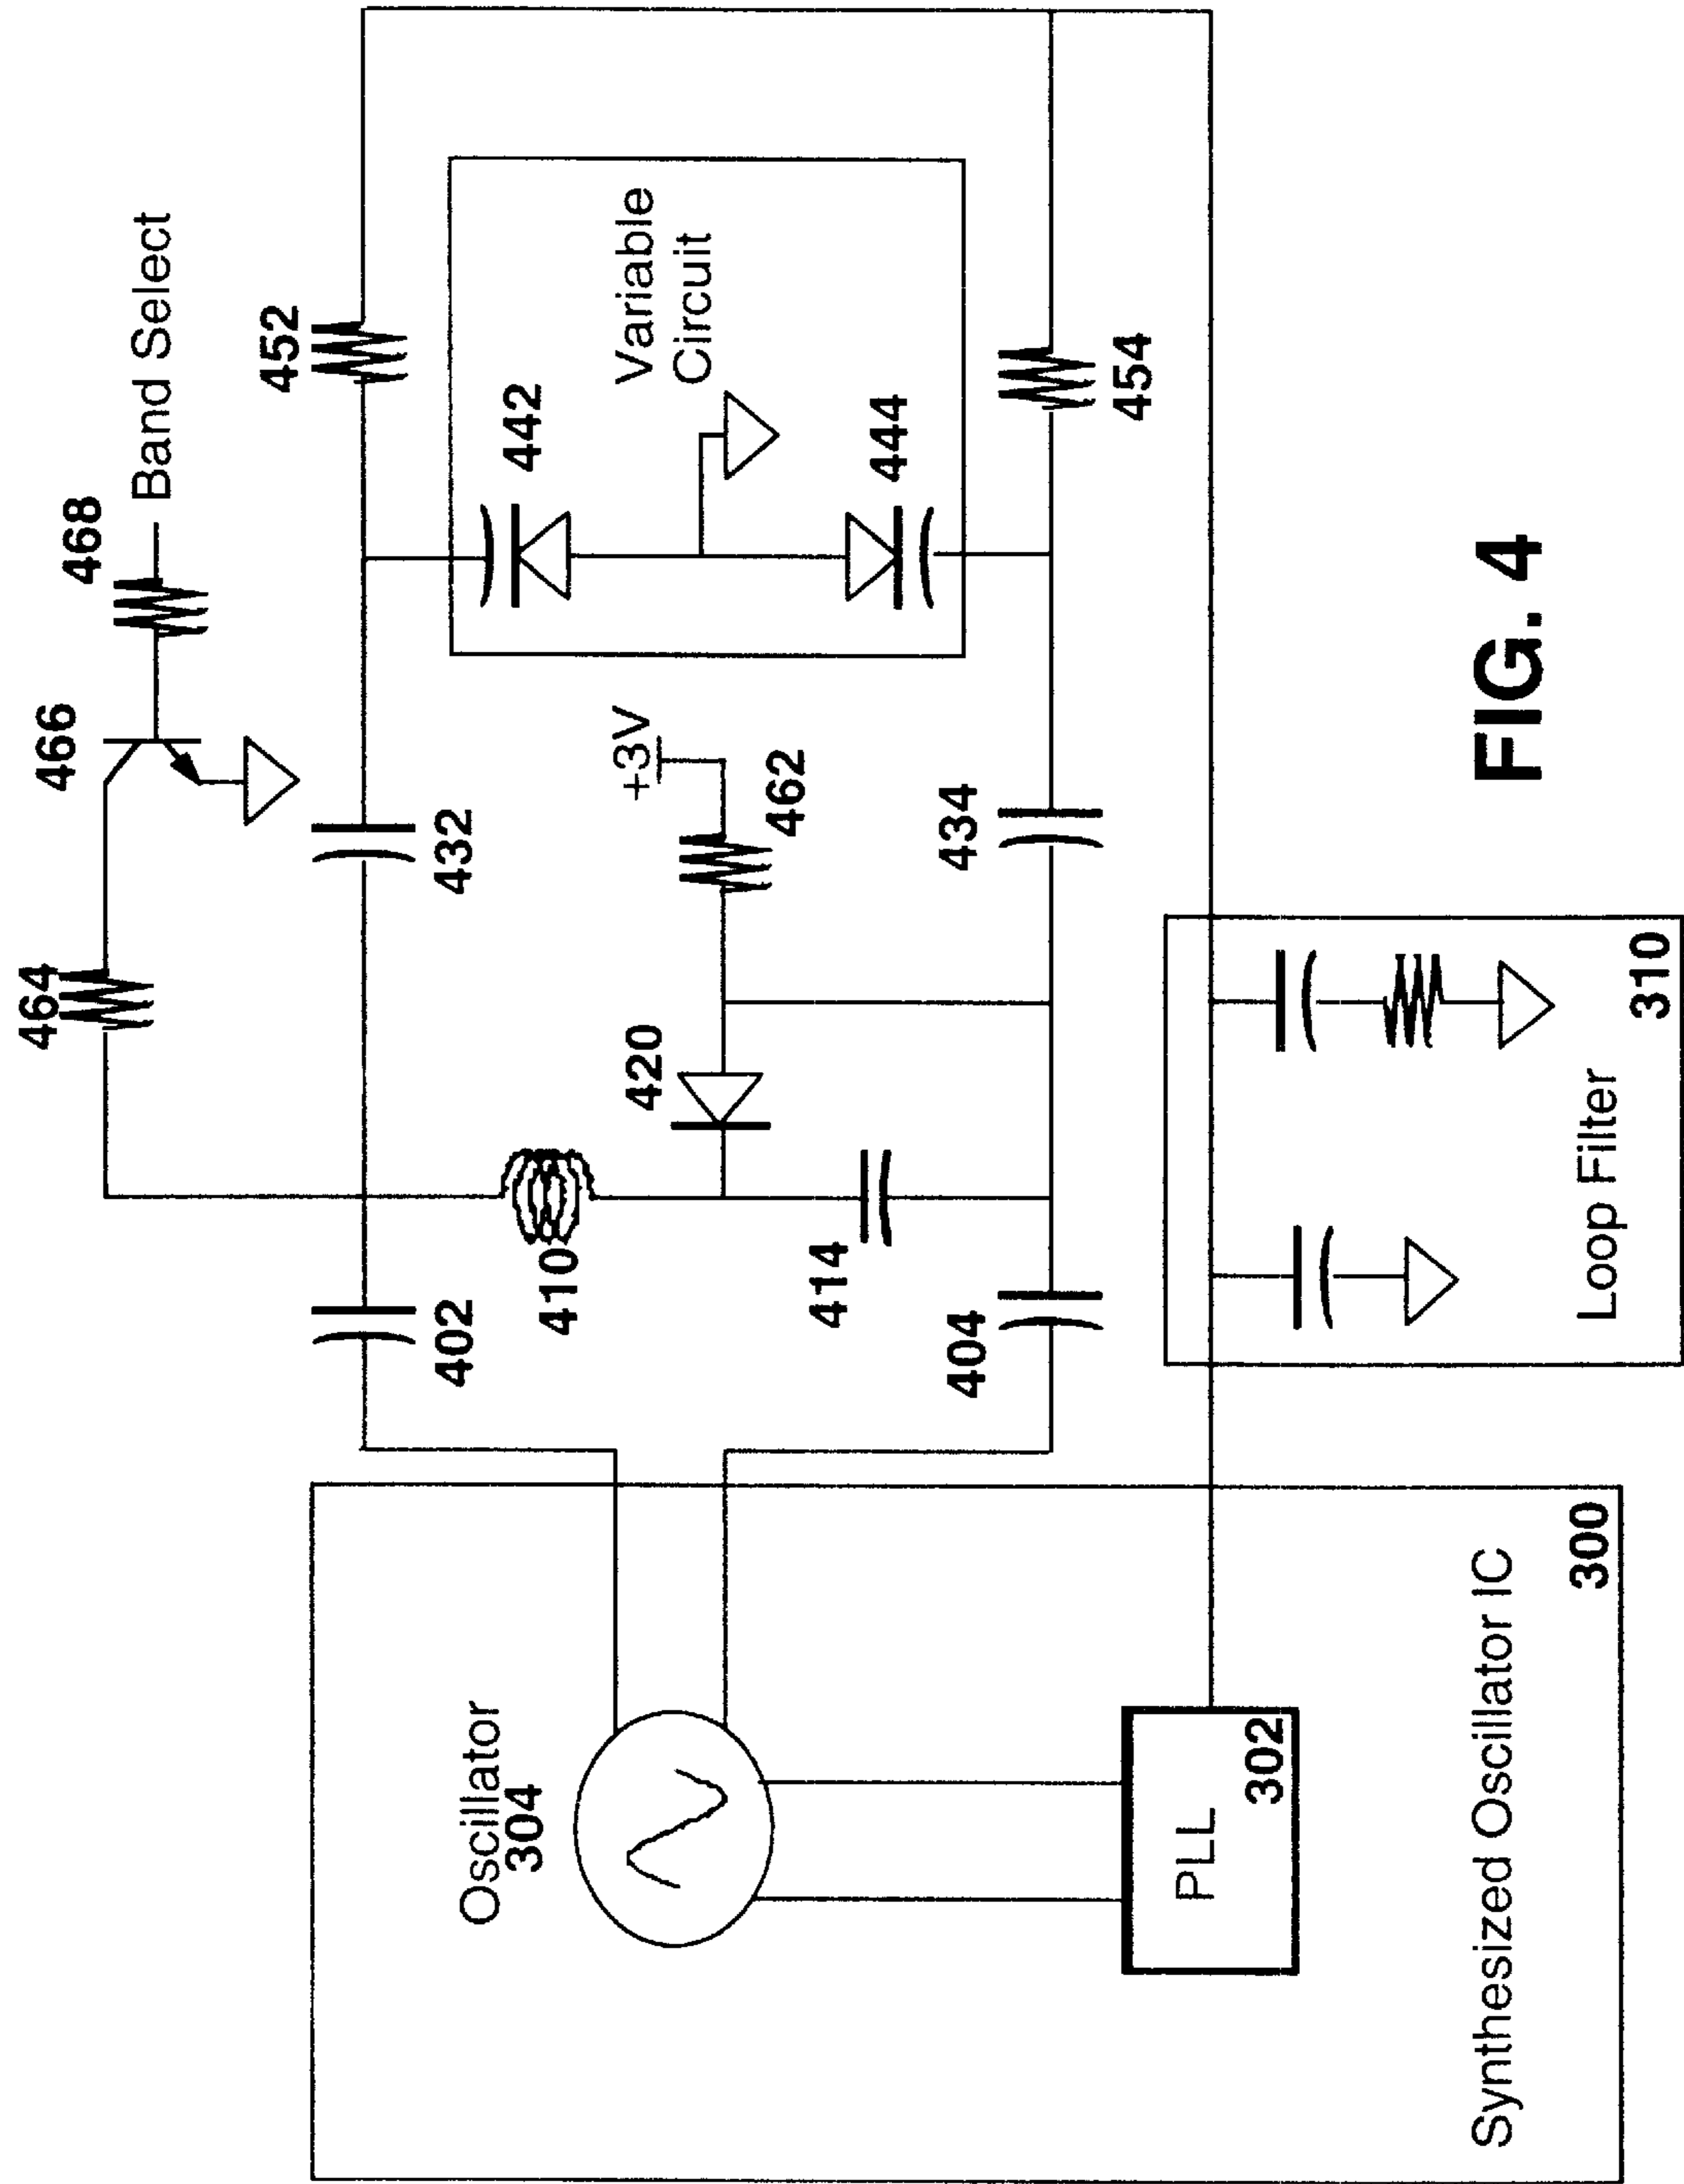 464
466
468
Band Select
452
402
432
442
Variable
Circuit
+3V
462
420
410
414
444
404
434
454
Oscillator
304
PLL
302
Synthesized Oscillator IC
300
Loop Filter
310
FIG. 4